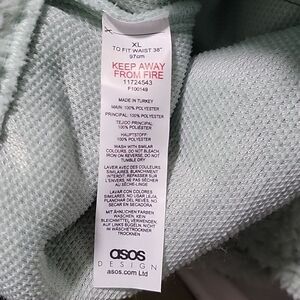 XL
TO FIT WAIST 38"
97cm
KEEP AWAY
FROM FIRE
11724543
F100149
MADE IN TURKEY
MAIN: 100% POLYESTER
PRINCIPAL: 100% POLYESTER
TEJIDO PRINCIPAL:
100% POLIÉSTER
HAUPTSTOFF:
100% POLYESTER
WASH WITH SIMILAR
COLOURS, DO NOT BLEACH
IRON ON REVERSE, DO NOT
TUMBLE DRY
LAVER AVEC DES COULEURS
SIMILAIRES, BLANCHIMENT
INTERDIT, REPASSER SUR
L'ENVERS, NE PAS SÉCHER
AU SÈCHE-LINGE
LAVAR CON COLORES
SIMILARES, NO USAR LEJÍA,
PLANCHAR DEL REVÉS, NO
SECAR EN SECADORA
MIT ÄHNLICHEN FARBEN
WASCHEN, KEIN
BLEICHMITTEL VERWENDEN,
AUF LINKS BÜGELN, NICHT
IM WÄSCHETROCKNER
TROCKNEN
asos
DESIGN
asos.com Ltd